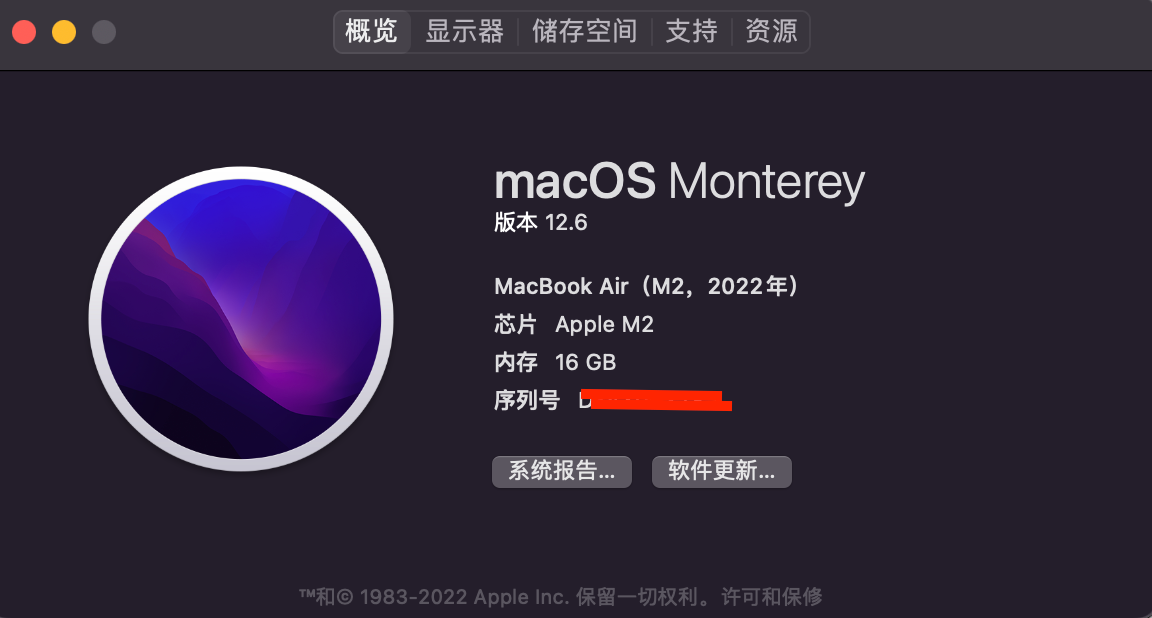 概览 显示器 储存空间 支持 资源
macOS Monterey
版本 12.6
MacBook Air（M2，2022年）
芯片 Apple M2
内存 16 GB
序列号
系统报告... 软件更新...
™和© 1983-2022 Apple Inc. 保留一切权利。许可和保修